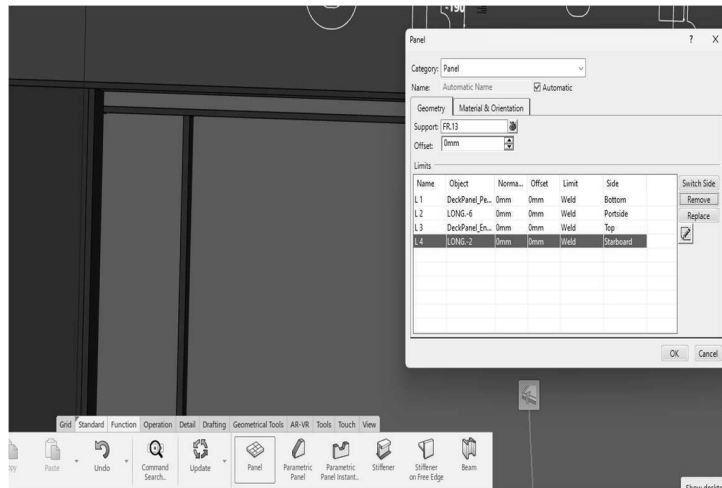 -190
Panel ? X
Category: Panel
Name: Automatic Name Automatic
Geometry Material & Orientation
Support: FR.13
Offset: 0mm
Limits
Name Object Norma... Offset Limit Side
L 1 DeckPanel_Pe... 0mm 0mm Weld Bottom
L 2 LONG.-6 0mm 0mm Weld Portside
L 3 DeckPanel_En... 0mm 0mm Weld Top
L 4 LONG.-2 0mm 0mm Weld Starboard
Switch Side
Remove
Replace
OK Cancel
Grid Standard Function Operation Detail Drafting Geometrical Tools AR-VR Tools Touch View
Paste Undo Command Search.. Update Panel Parametric Panel Parametric Panel Instant.. Stiffener Stiffener on Free Edge Beam
Show deskto